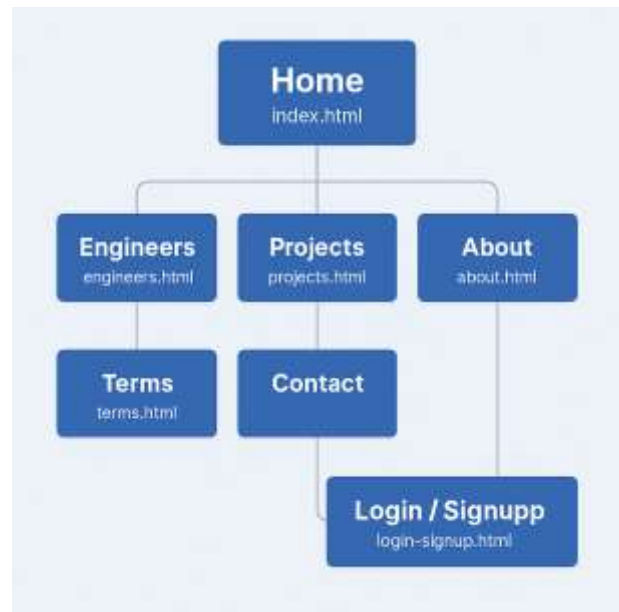 Home
index.html
Engineers
engineers.html
Projects
projects.html
About
about.html
Terms
terms.html
Contact
Login / Signupp
login-signup.html